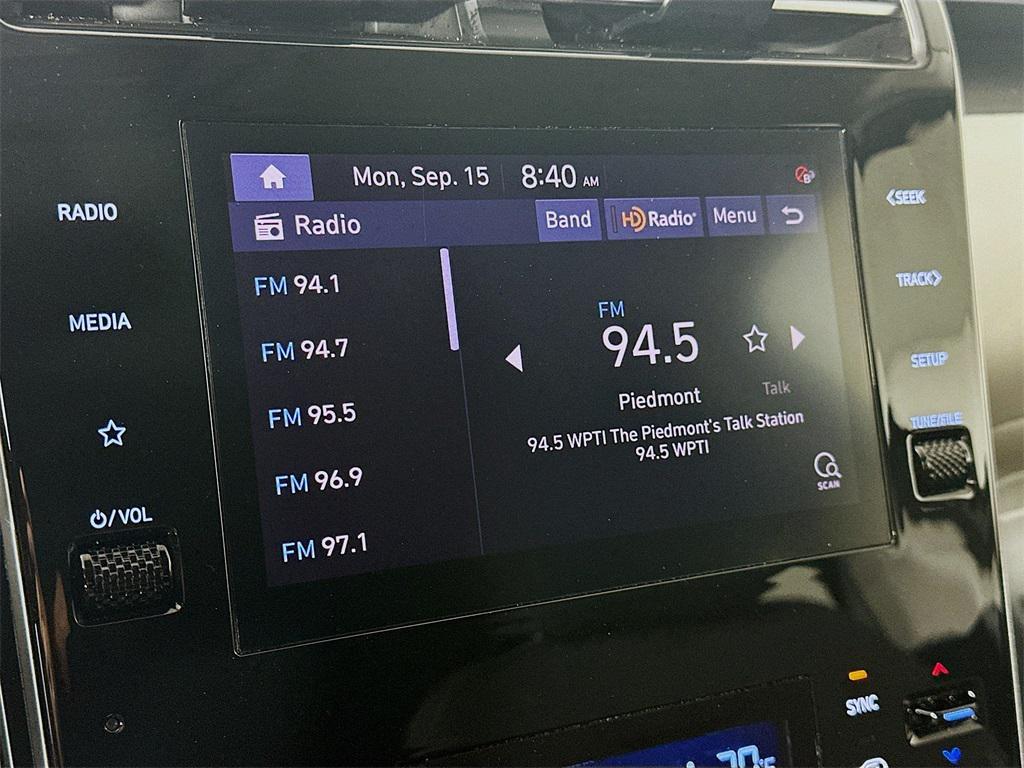 Mon, Sep. 15 8:40 AM
Radio Band HD Radio Menu
FM 94.1
FM 94.7
FM 95.5
FM 96.9
FM 97.1
FM
94.5
Piedmont Talk
94.5 WPTI The Piedmont's Talk Station
94.5 WPTI
SCAN
RADIO
MEDIA
/VOL
<SEEK
TRACK>
SETUP
TUNE/FILE
SYNC
70°F